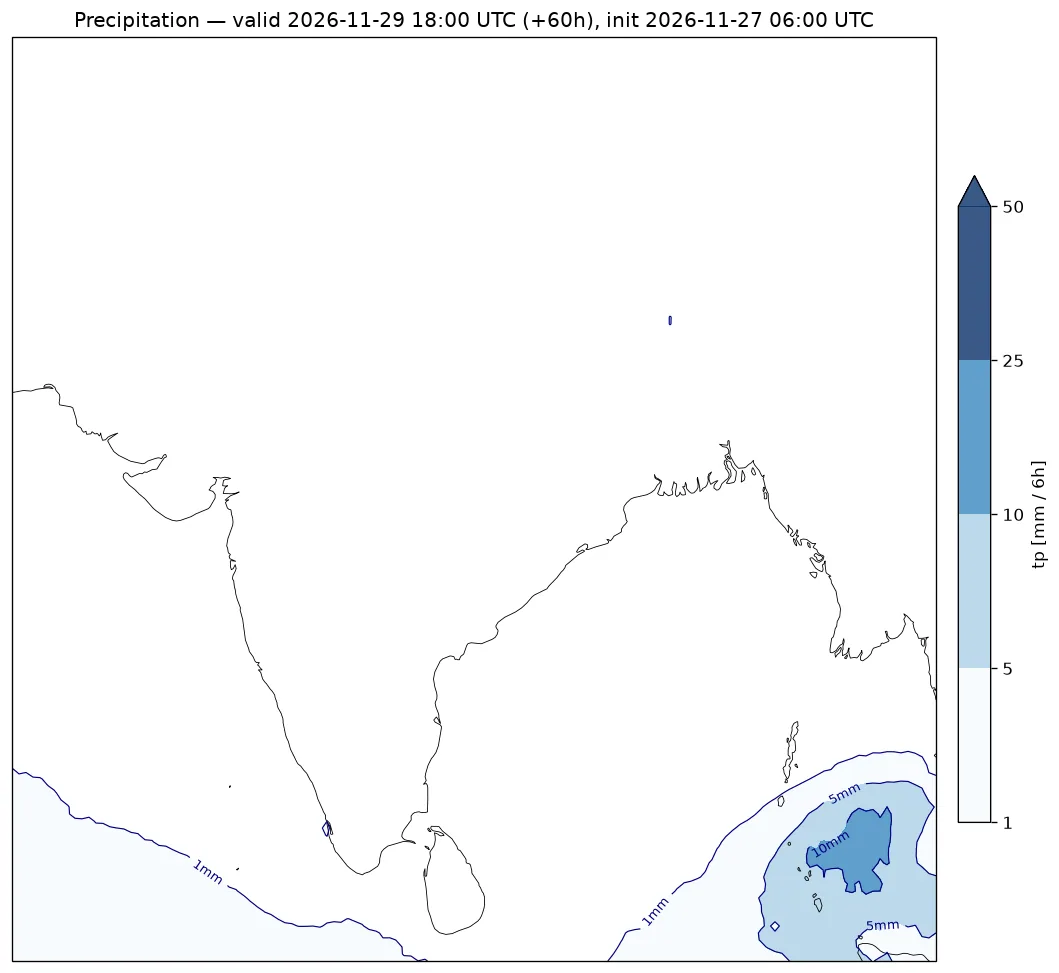 Precipitation — valid 2026-11-29 18:00 UTC (+60h), init 2026-11-27 06:00 UTC
50
25
10
5
1
tp [mm / 6h]
5mm
10mm
1mm
1mm
5mm